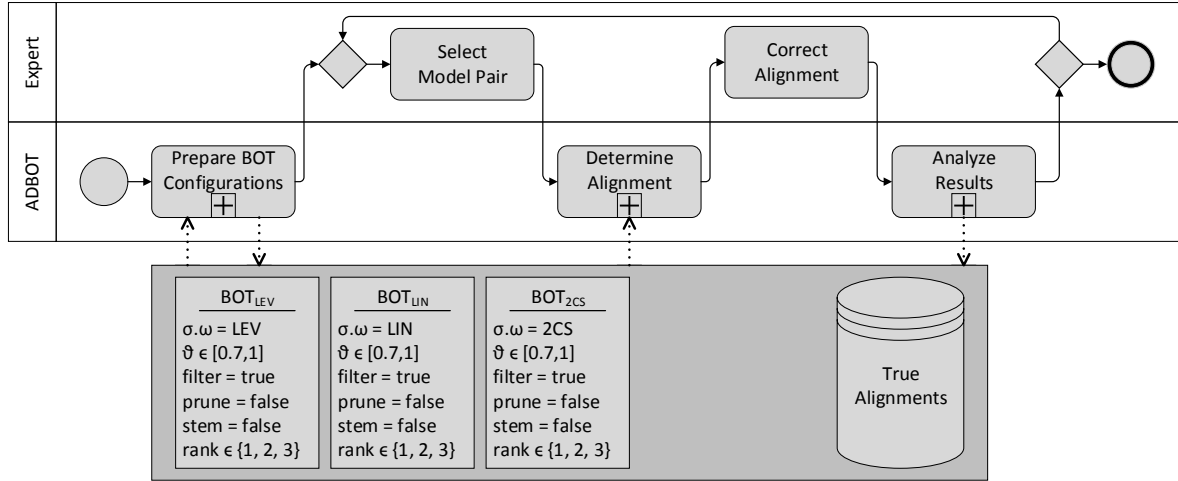 Expert
Select
Model Pair
Correct
Alignment
ADBOT
Prepare BOT
Configurations
Determine
Alignment
Analyze
Results
BOT_LEV
σ.ω = LEV
ϑ ϵ [0.7,1]
filter = true
prune = false
stem = false
rank ϵ {1, 2, 3}
BOT_LIN
σ.ω = LIN
ϑ ϵ [0.7,1]
filter = true
prune = false
stem = false
rank ϵ {1, 2, 3}
BOT_2CS
σ.ω = 2CS
ϑ ϵ [0.7,1]
filter = true
prune = false
stem = false
rank ϵ {1, 2, 3}
True
Alignments